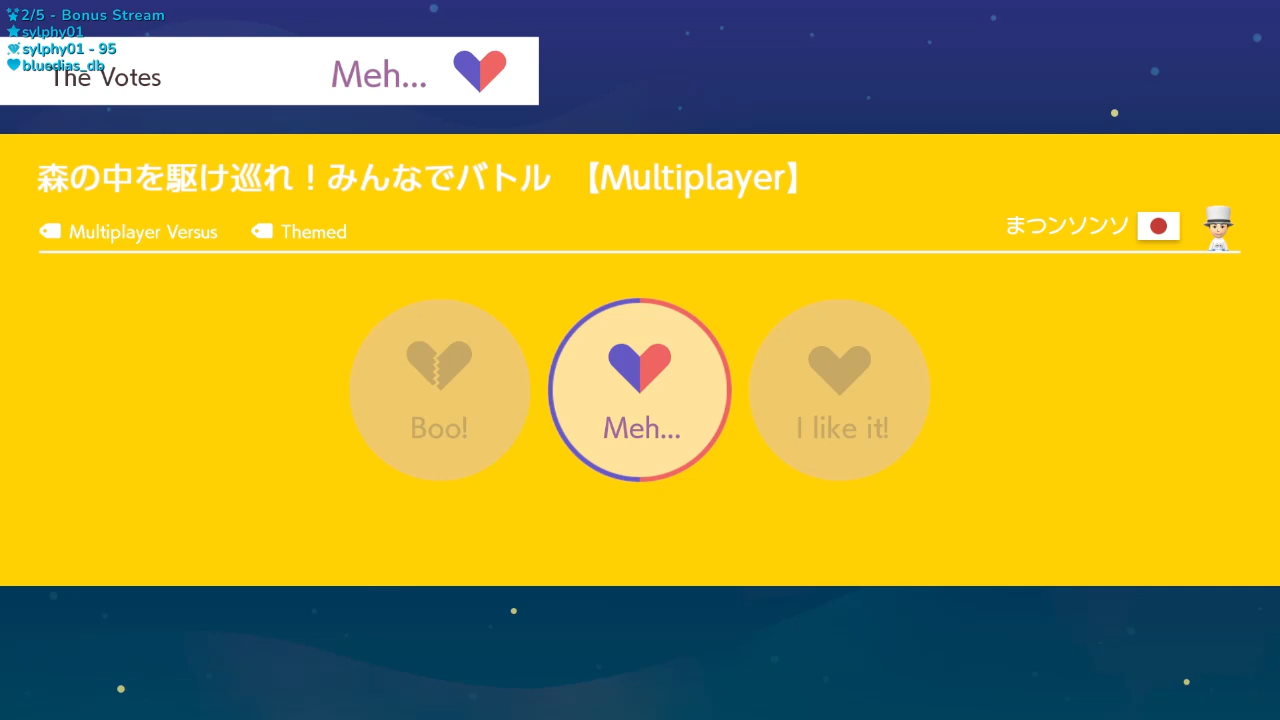 2/5 - Bonus Stream
sylphy01
sylphy01 - 95
bluedias_db
The Votes
Meh...
森の中を駆け巡れ！みんなでバトル 【Multiplayer】
Multiplayer Versus
Themed
まつンソンソ
Boo!
Meh...
I like it!